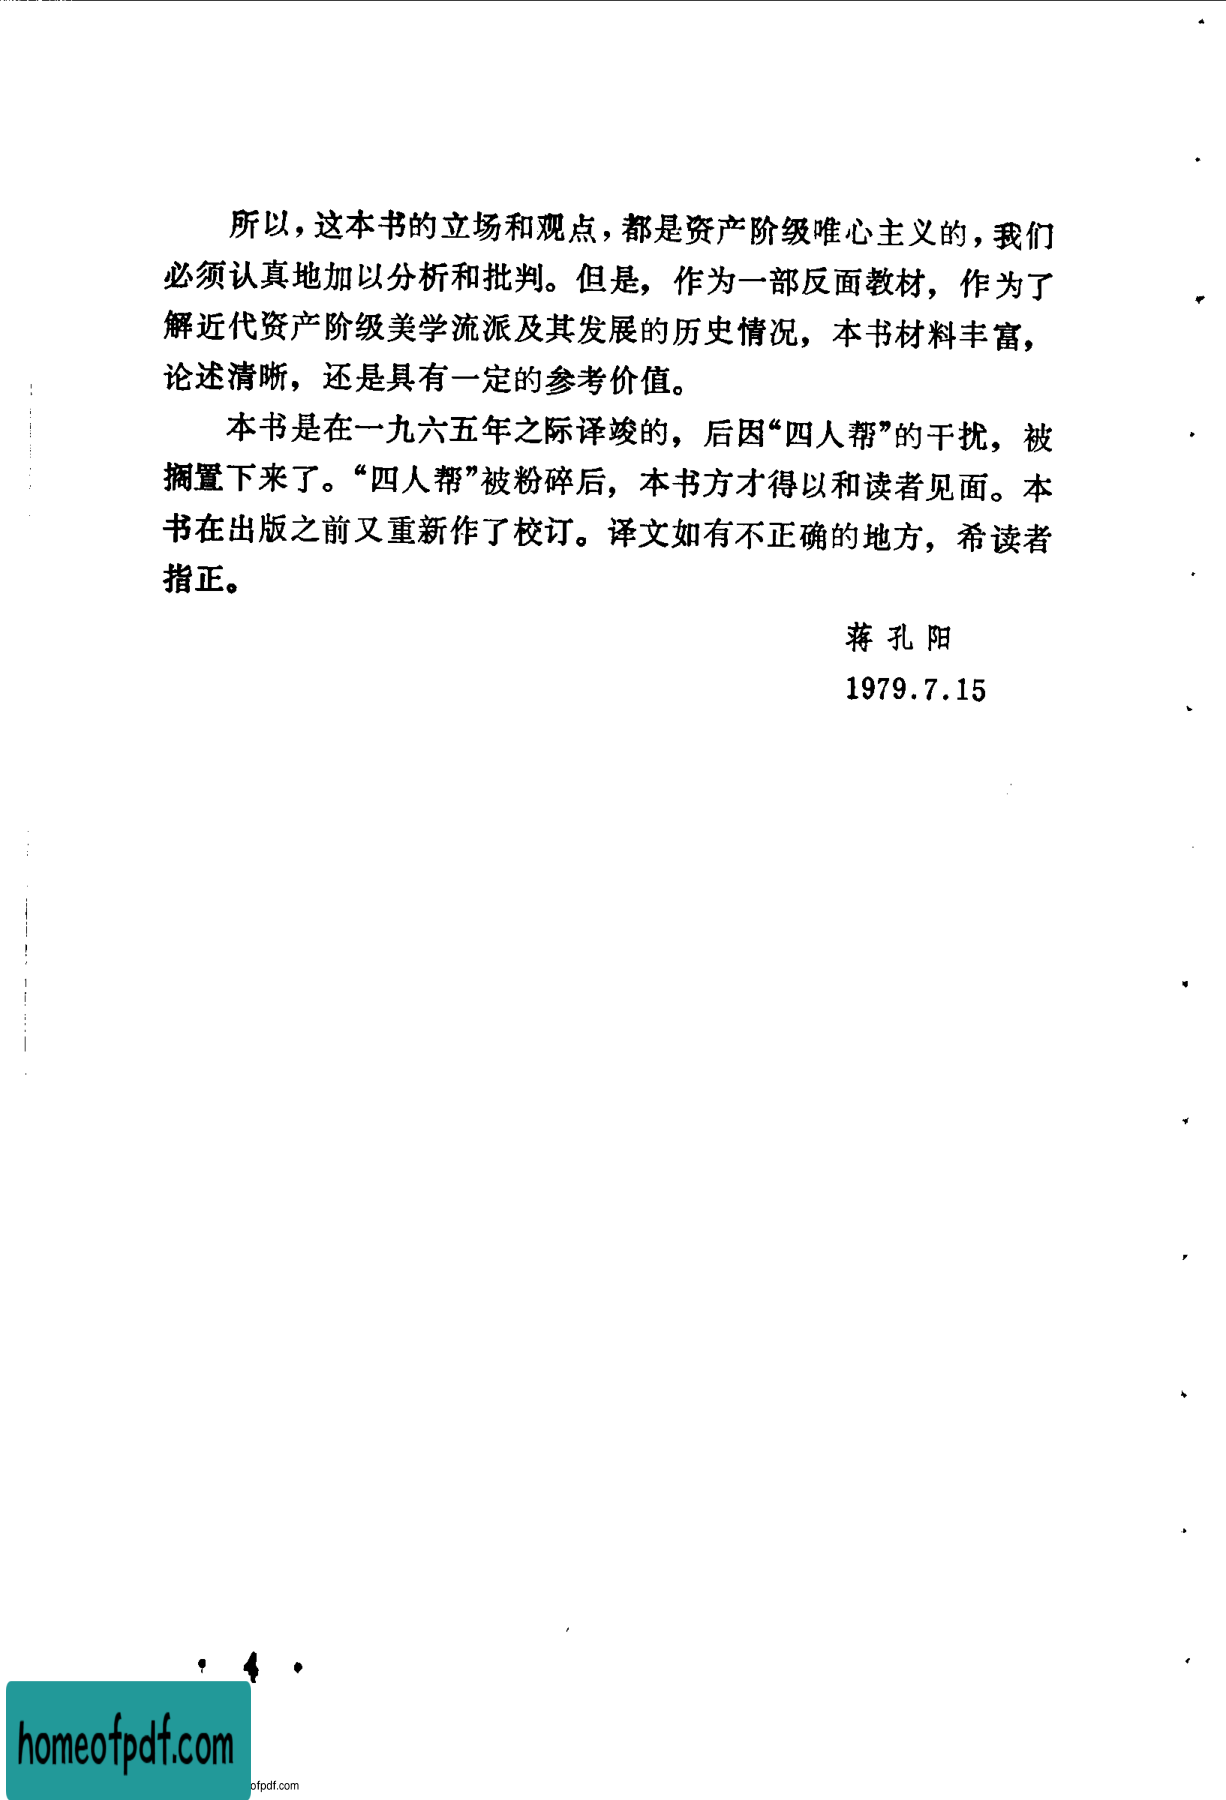 所以，这本书的立场和观点，都是资产阶级唯心主义的，我们
必须认真地加以分析和批判。但是，作为一部反面教材，作为了
解近代资产阶级美学流派及其发展的历史情况，本书材料丰富，
论述清晰，还是具有一定的参考价值。
本书是在一九六五年之际译竣的，后因“四人帮”的干扰，被
搁置下来了。“四人帮”被粉碎后，本书方才得以和读者见面。本
书在出版之前又重新作了校订。译文如有不正确的地方，希读者
指正。
蒋孔阳
1979.7.15
· 4 ·
homeofpdf.com
ofpdf.com